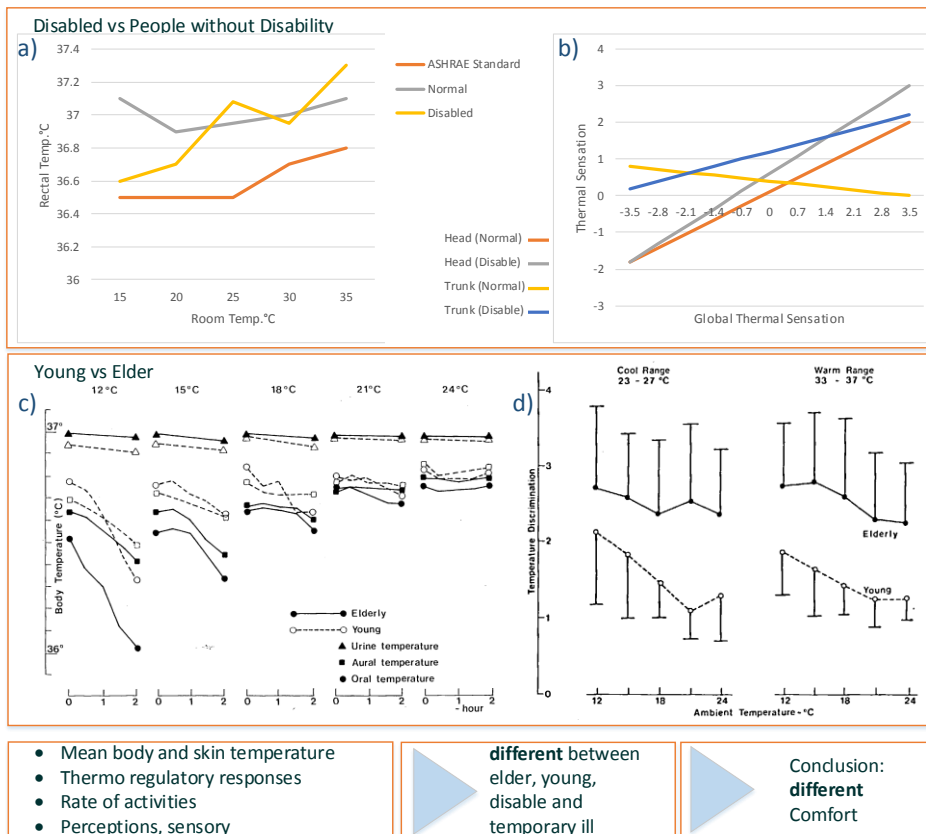 Disabled vs People without Disability
a)
37.4
37.2
37
36.8
36.6
36.4
36.2
36
Rectal Temp.°C
15 20 25 30 35
Room Temp.°C
ASHRAE Standard
Normal
Disabled
b)
4
3
2
1
0
-1
-2
-3
Thermal Sensation
-3.5 -2.8 -2.1 -1.4 -0.7 0 0.7 1.4 2.1 2.8 3.5
Global Thermal Sensation
Head (Normal)
Head (Disable)
Trunk (Normal)
Trunk (Disable)
Young vs Elder
c)
12°C 15°C 18°C 21°C 24°C
37°
36°
Body Temperature (°C)
Elderly
Young
Urine temperature
Aural temperature
Oral temperature
0 1 2 0 1 2 0 1 2 0 1 2 0 1 2
~ hour
d)
Cool Range
23 - 27 °C
Warm Range
33 - 37 °C
4
3
2
1
0
Temperature Discrimination
Elderly
Young
12 18 24 12 18 24
Ambient Temperature ~ °C
• Mean body and skin temperature
• Thermo regulatory responses
• Rate of activities
• Perceptions, sensory
different between
elder, young,
disable and
temporary ill
Conclusion:
different
Comfort